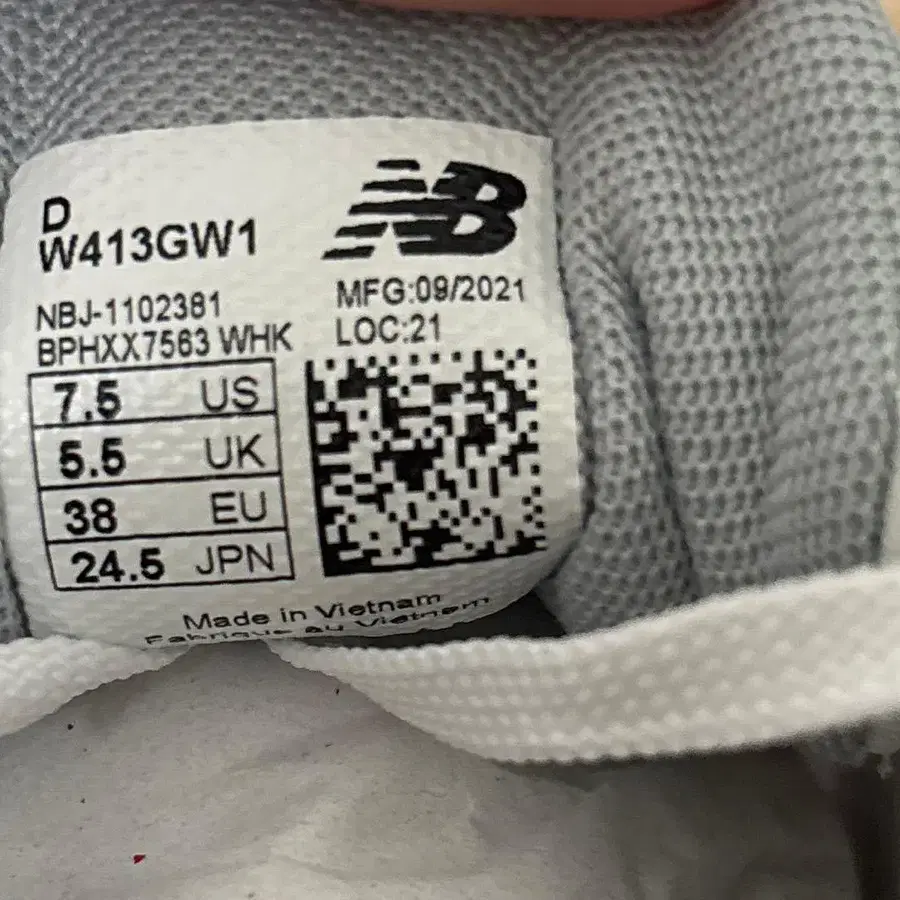 D
W413GW1
NB
NBJ-1102381
BPHXX7563 WHK
MFG:09/2021
LOC:21
7.5 US
5.5 UK
38 EU
24.5 JPN
Made in Vietnam
Fabriqué au Vietnam